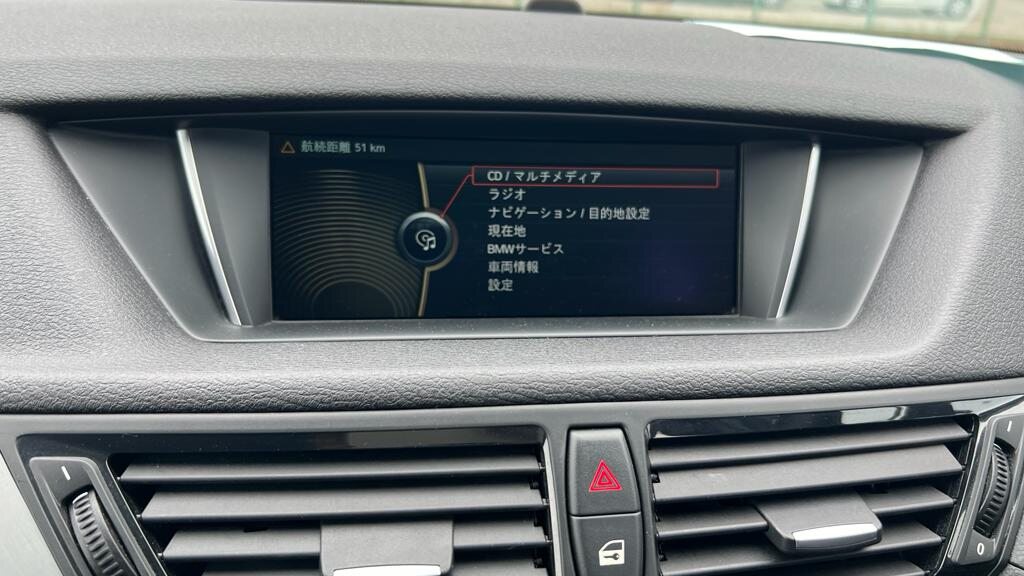 航続距離 51 km
CD / マルチメディア
ラジオ
ナビゲーション / 目的地設定
現在地
BMWサービス
車両情報
設定
0